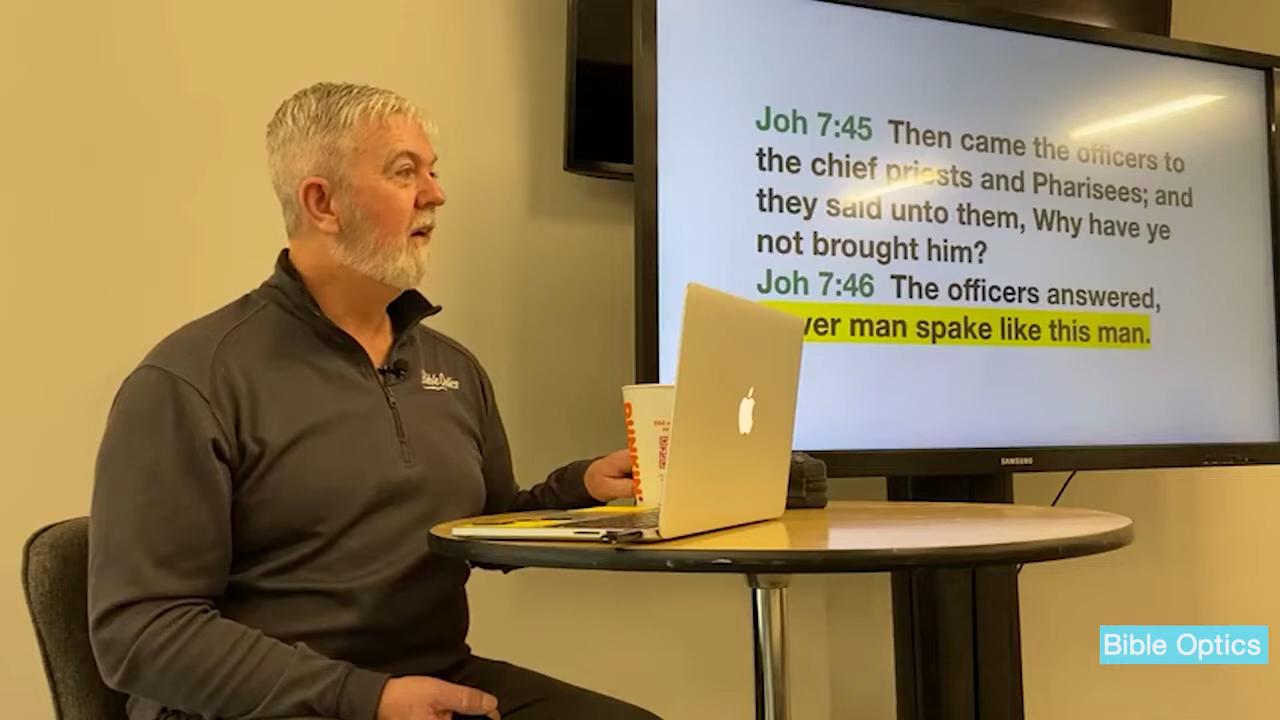 Joh 7:45 Then came the officers to
the chief priests and Pharisees; and
they said unto them, Why have ye
not brought him?
Joh 7:46 The officers answered,
ver man spake like this man.
Bible Optics
DUNKIN'
SAMSUNG
Bible Optics